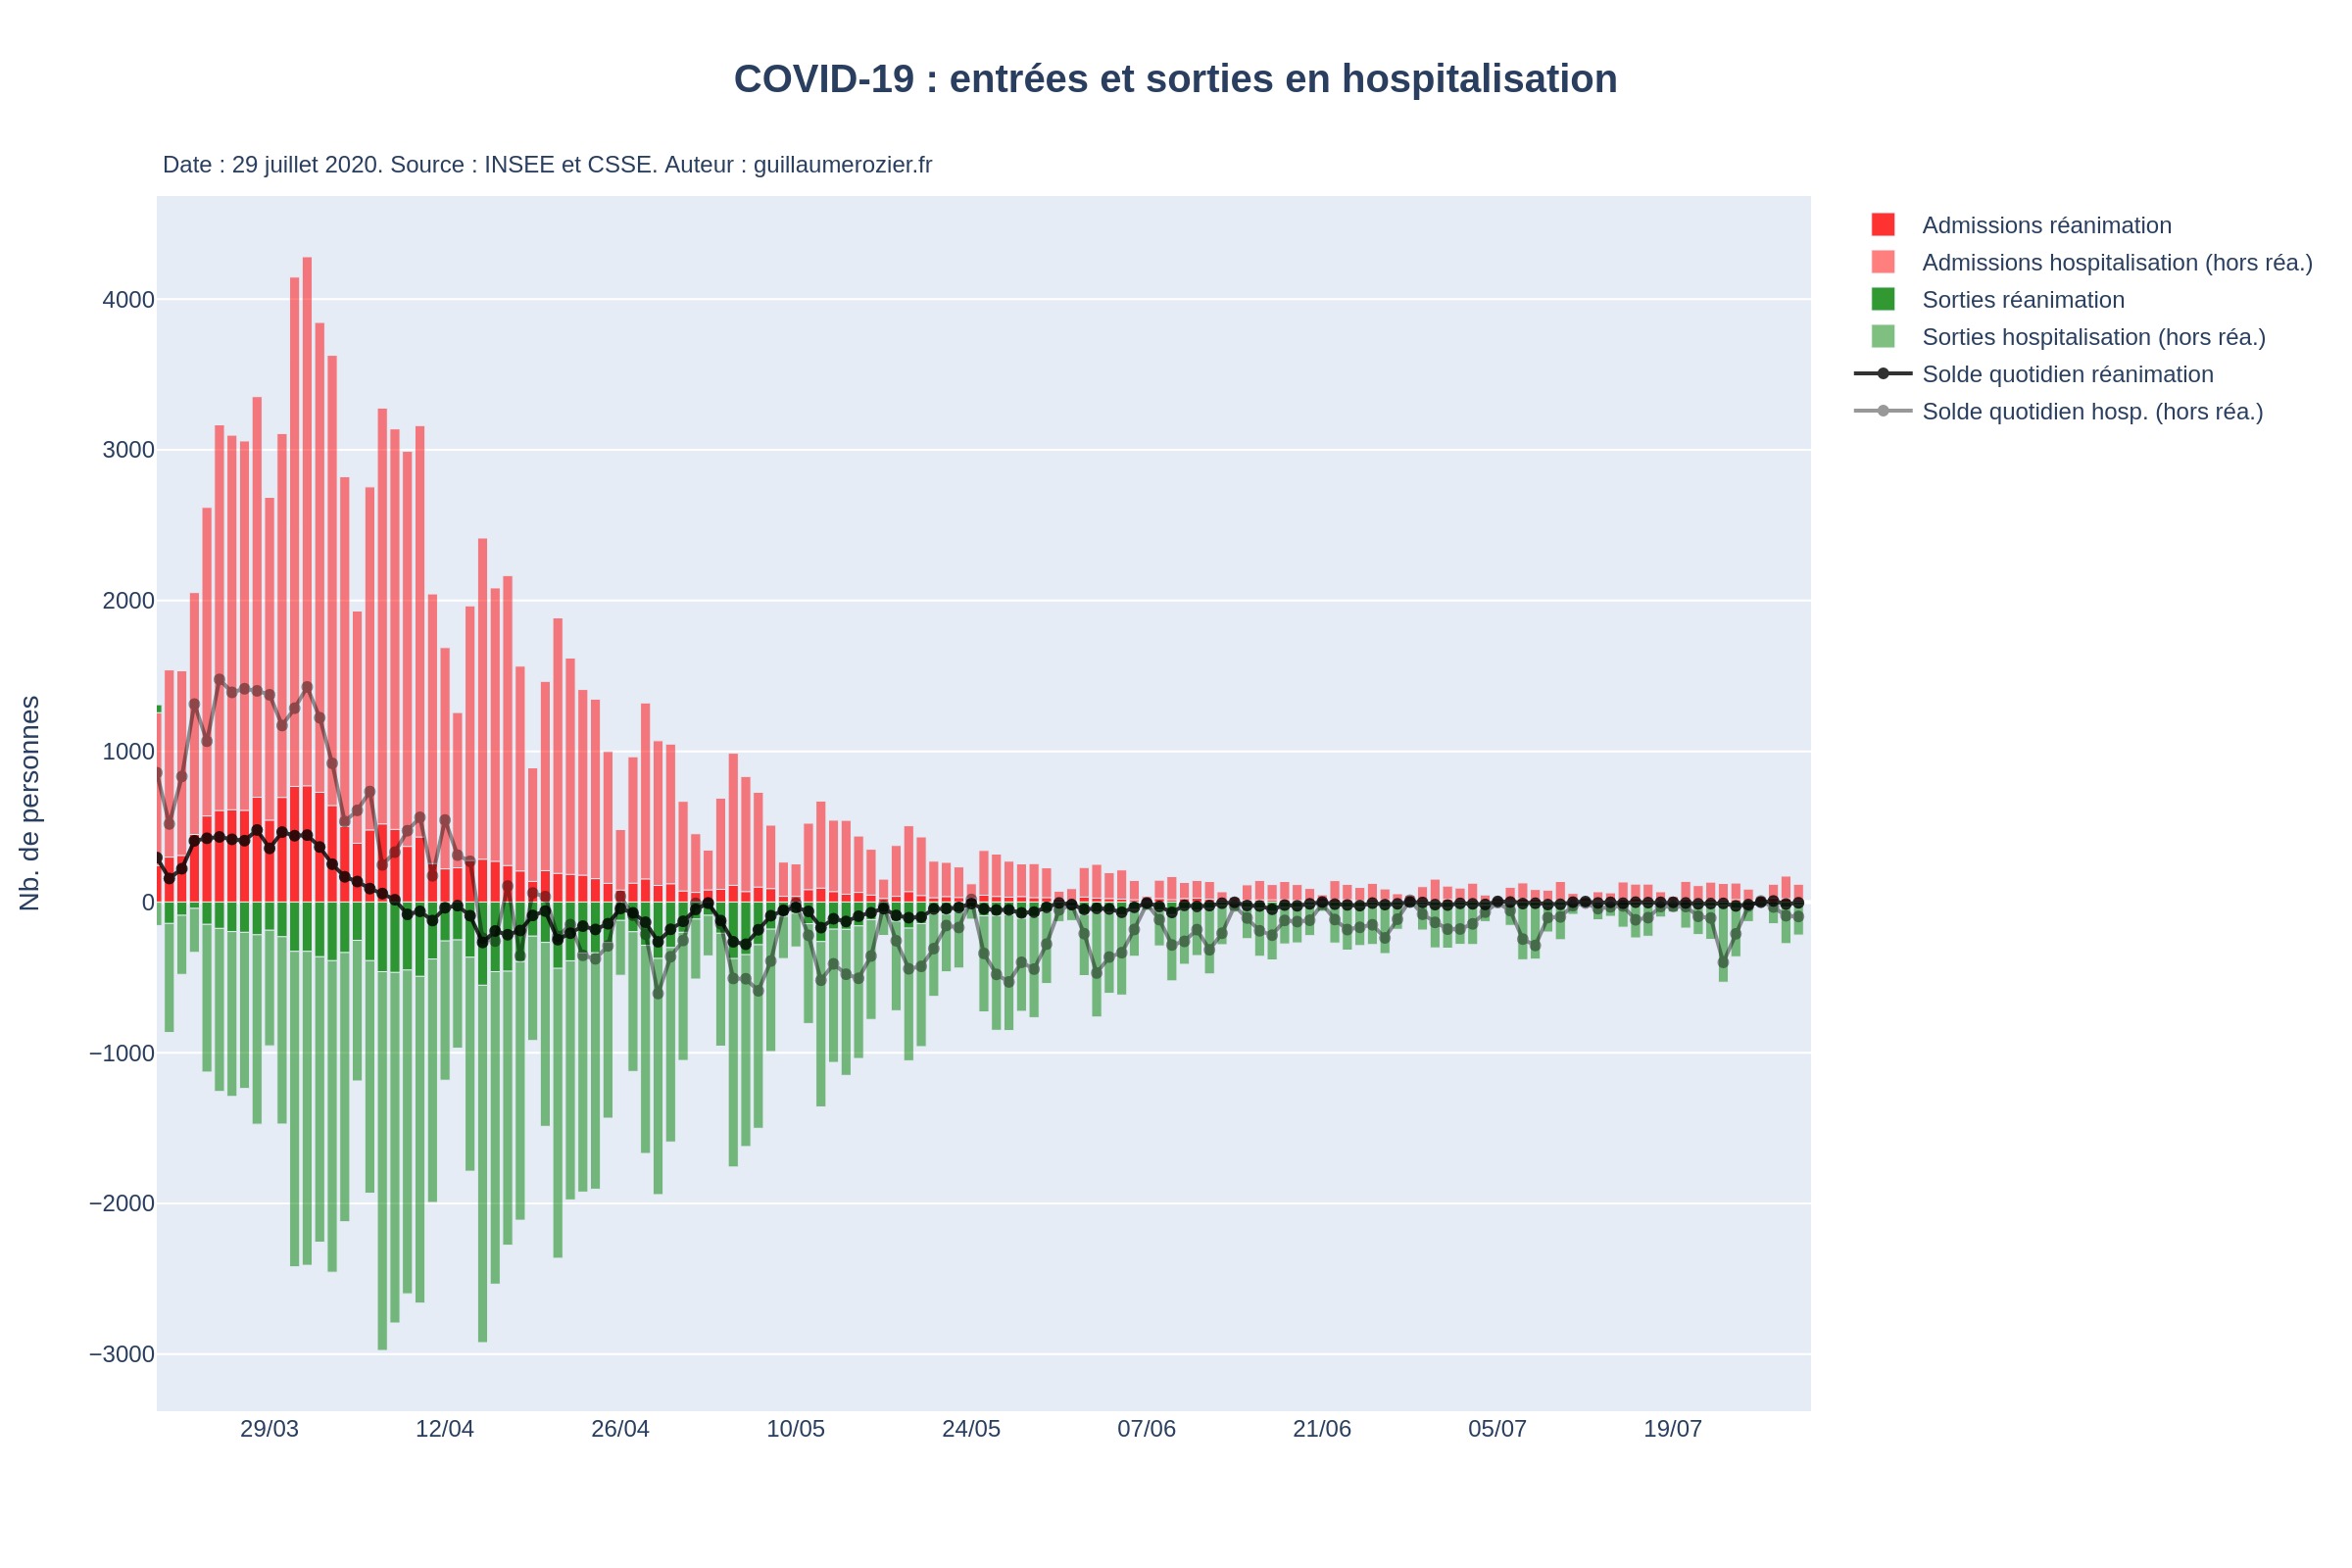 COVID-19 : entrées et sorties en hospitalisation
Date : 29 juillet 2020. Source : INSEE et CSSE. Auteur : guillaumerozier.fr
Admissions réanimation
Admissions hospitalisation (hors réa.)
Sorties réanimation
Sorties hospitalisation (hors réa.)
Solde quotidien réanimation
Solde quotidien hosp. (hors réa.)
Nb. de personnes
4000
3000
2000
1000
0
−1000
−2000
−3000
29/03 12/04 26/04 10/05 24/05 07/06 21/06 05/07 19/07